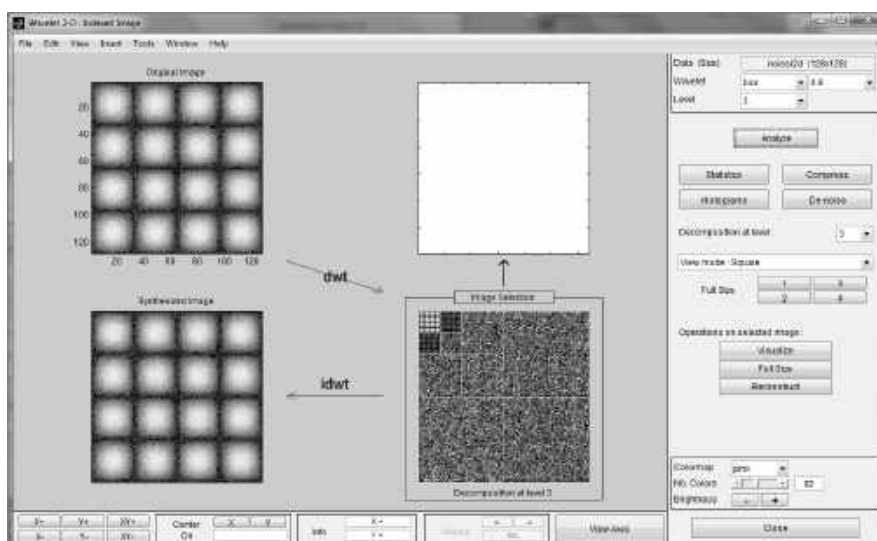 Wavelet 2-D : Indexed Image
File Edit View Insert Tools Window Help
Original Image
20
40
60
80
100
120
20 40 60 80 100 120
dwt
Synthesized Image
Image Selection
idwt
Decomposition at level 3
Data (Size) (128x128)
Wavelet
Level 3
Analyze
Statistics Compress
Histograms De-noise
Decomposition at level: 3
View mode : Square
Full Size 1 3
2 4
Operations on selected image :
Visualize
Full Size
Reconstruct
Colormap pink
Nb. Colors
Brightness - +
X+ Y+ XY+
X- Y- XY-
Center
On
X Y
Info
X =
Y =
View Axes
Close